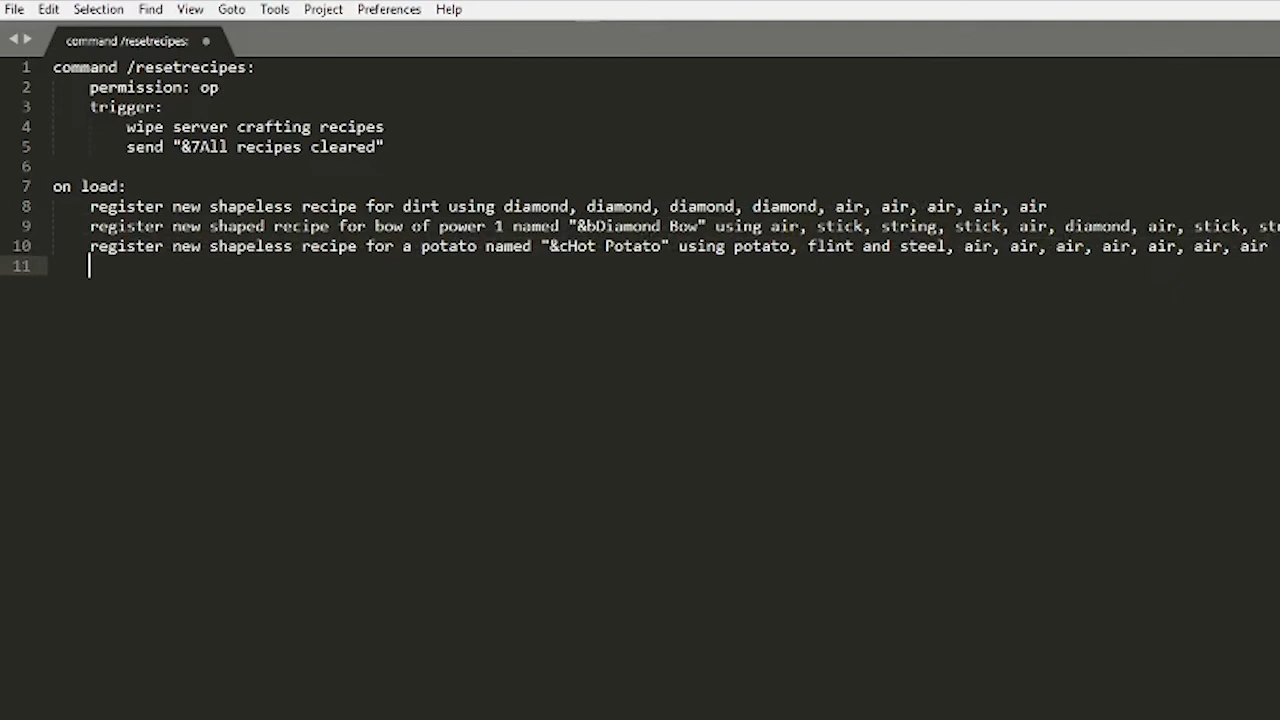 File Edit Selection Find View Goto Tools Project Preferences Help
command /resetrecipes:
1 command /resetrecipes:
2 permission: op
3 trigger:
4 wipe server crafting recipes
5 send "&7All recipes cleared"
6
7 on load:
8 register new shapeless recipe for dirt using diamond, diamond, diamond, diamond, air, air, air, air, air
9 register new shaped recipe for bow of power 1 named "&bDiamond Bow" using air, stick, string, stick, air, diamond, air, stick,
10 register new shapeless recipe for a potato named "&cHot Potato" using potato, flint and steel, air, air, air, air, air, air, air
11